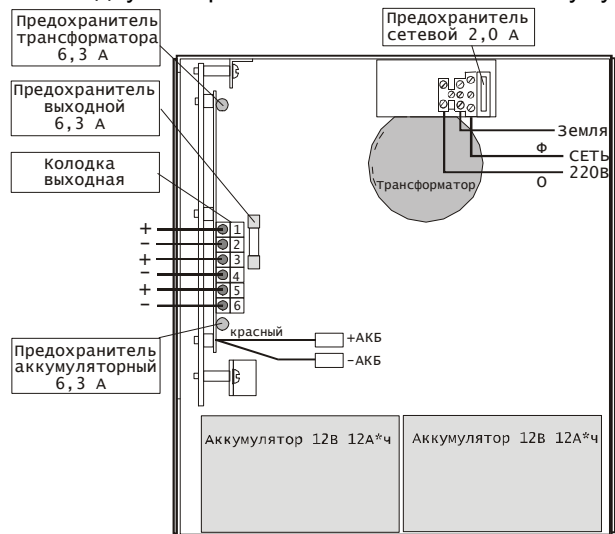 Предохранитель
трансформатора
6,3 А
Предохранитель
сетевой 2,0 А
Предохранитель
выходной
6,3 А
Колодка
выходная
Земля
Ф
СЕТЬ
220В
О
Трансформатор
+ 1
- 2
+ 3
- 4
+ 5
- 6
красный
+АКБ
-АКБ
Предохранитель
аккумуляторный
6,3 А
Аккумулятор 12В 12А*ч
Аккумулятор 12В 12А*ч